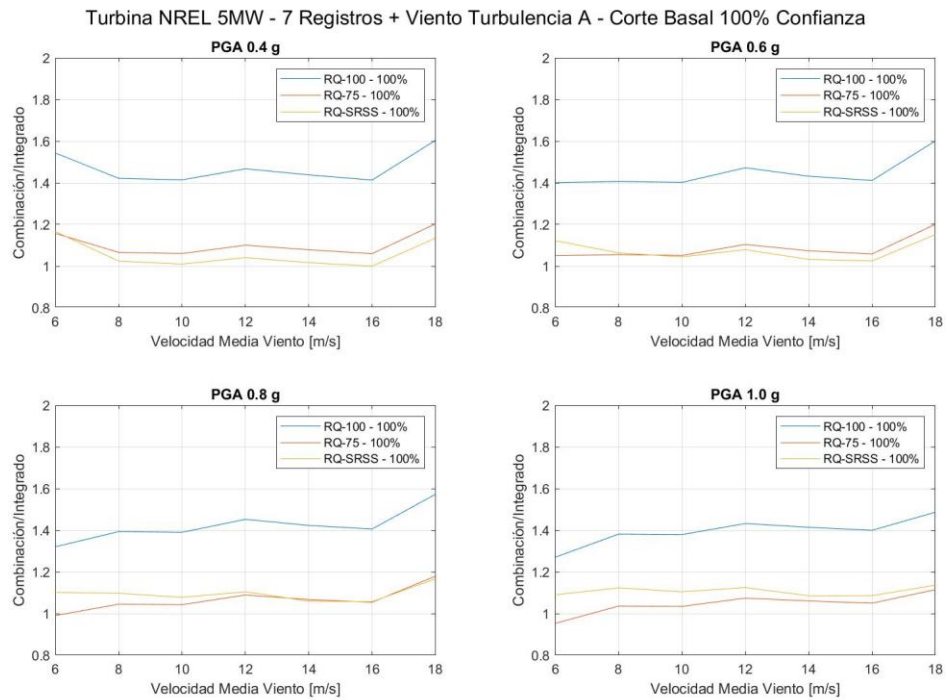 Turbina NREL 5MW - 7 Registros + Viento Turbulencia A - Corte Basal 100% Confianza
PGA 0.4 g
2
1.8
1.6
1.4
1.2
1
0.8
Combinación/Integrado
RQ-100 - 100%
RQ-75 - 100%
RQ-SRSS - 100%
6 8 10 12 14 16 18
Velocidad Media Viento [m/s]
PGA 0.6 g
2
1.8
1.6
1.4
1.2
1
0.8
Combinación/Integrado
RQ-100 - 100%
RQ-75 - 100%
RQ-SRSS - 100%
6 8 10 12 14 16 18
Velocidad Media Viento [m/s]
PGA 0.8 g
2
1.8
1.6
1.4
1.2
1
0.8
Combinación/Integrado
RQ-100 - 100%
RQ-75 - 100%
RQ-SRSS - 100%
6 8 10 12 14 16 18
Velocidad Media Viento [m/s]
PGA 1.0 g
2
1.8
1.6
1.4
1.2
1
0.8
Combinación/Integrado
RQ-100 - 100%
RQ-75 - 100%
RQ-SRSS - 100%
6 8 10 12 14 16 18
Velocidad Media Viento [m/s]